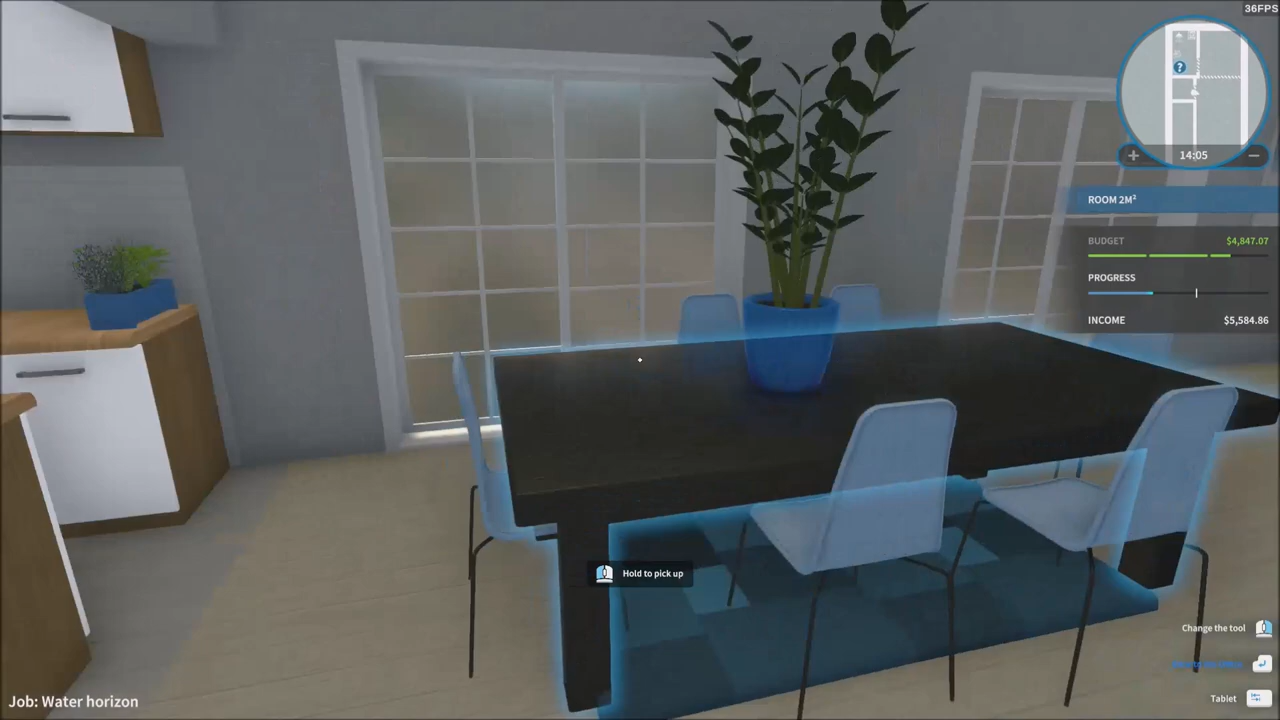 36FPS
14:05
ROOM 2M²
BUDGET $4,847.07
PROGRESS
INCOME $5,584.86
Hold to pick up
Change the tool
Tablet
Job: Water horizon